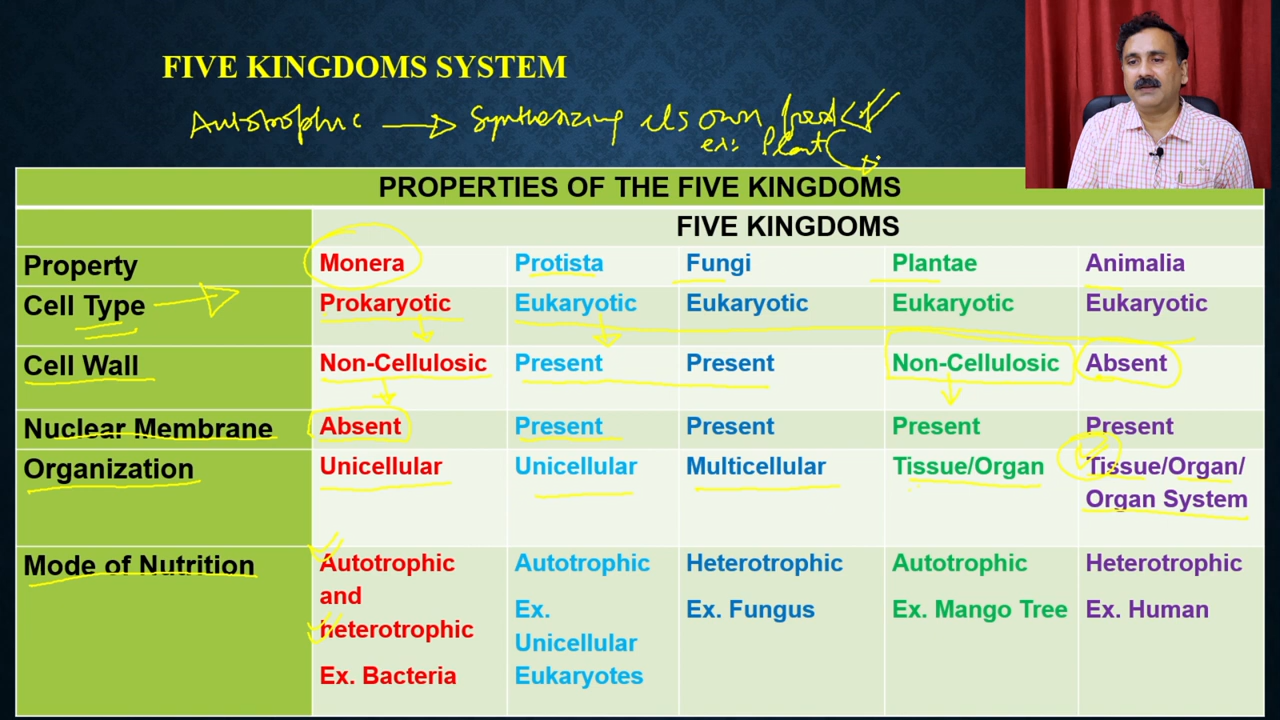 FIVE KINGDOMS SYSTEM
Autotrophic → Synthesizing its own food
ex: Plant
PROPERTIES OF THE FIVE KINGDOMS
FIVE KINGDOMS
Property Monera Protista Fungi Plantae Animalia
Cell Type Prokaryotic Eukaryotic Eukaryotic Eukaryotic Eukaryotic
Cell Wall Non-Cellulosic Present Present Non-Cellulosic Absent
Nuclear Membrane Absent Present Present Present Present
Organization Unicellular Unicellular Multicellular Tissue/Organ Tissue/Organ/
Organ System
Mode of Nutrition Autotrophic Autotrophic Heterotrophic Autotrophic Heterotrophic
and Ex. Ex. Fungus Ex. Mango Tree Ex. Human
heterotrophic Unicellular
Ex. Bacteria Eukaryotes